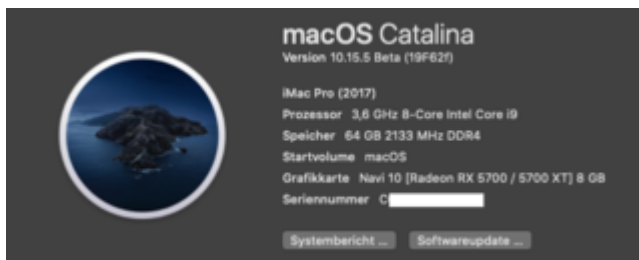 macOS Catalina
Version 10.15.5 Beta (19F62f)
iMac Pro (2017)
Prozessor 3,6 GHz 8-Core Intel Core i9
Speicher 64 GB 2133 MHz DDR4
Startvolume macOS
Grafikkarte Navi 10 [Radeon RX 5700 / 5700 XT] 8 GB
Seriennummer C
Systembericht ... Softwareupdate ...